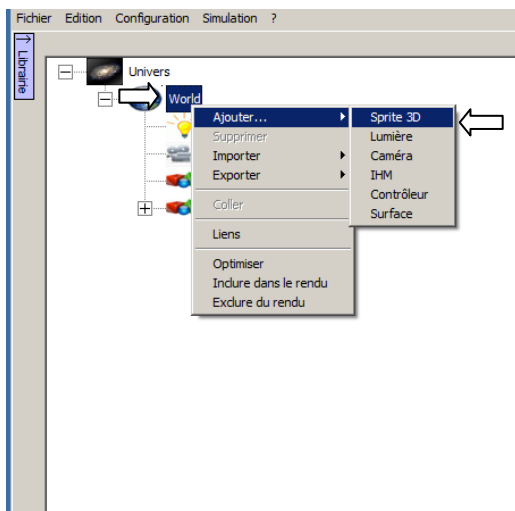 Fichier Edition Configuration Simulation ?
Librairie
Univers
World
Ajouter...
Supprimer
Importer
Exporter
Coller
Liens
Optimiser
Inclure dans le rendu
Exclure du rendu
Sprite 3D
Lumière
Caméra
IHM
Contrôleur
Surface